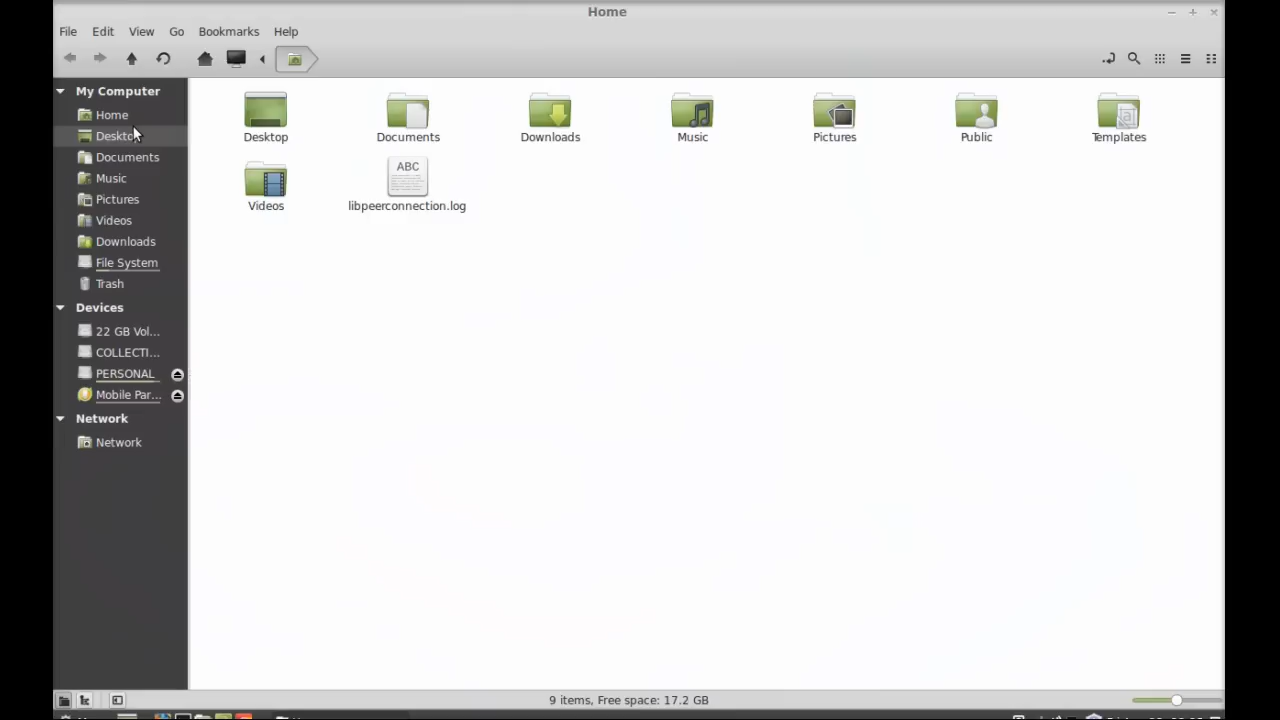 Home
File Edit View Go Bookmarks Help
My Computer
Home
Desktop
Documents
Music
Pictures
Videos
Downloads
File System
Trash
Devices
22 GB Vol...
COLLECTI...
PERSONAL
Mobile Par...
Network
Network
Desktop Documents Downloads Music Pictures Public Templates
ABC
Videos libpeerconnection.log
9 items, Free space: 17.2 GB